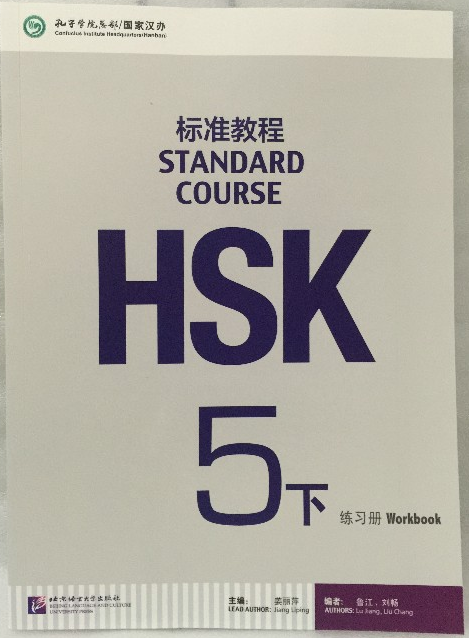 孔子学院总部/国家汉办
Confucius Institute Headquarters(Hanban)
标准教程
STANDARD
COURSE
HSK
5下
练习册 Workbook
北京语言大学出版社
BEIJING LANGUAGE AND CULTURE
UNIVERSITY PRESS
主编： 姜丽萍
LEAD AUTHOR: Jiang Liping
编者： 鲁江，刘畅
AUTHORS: Lu Jiang, Liu Chang